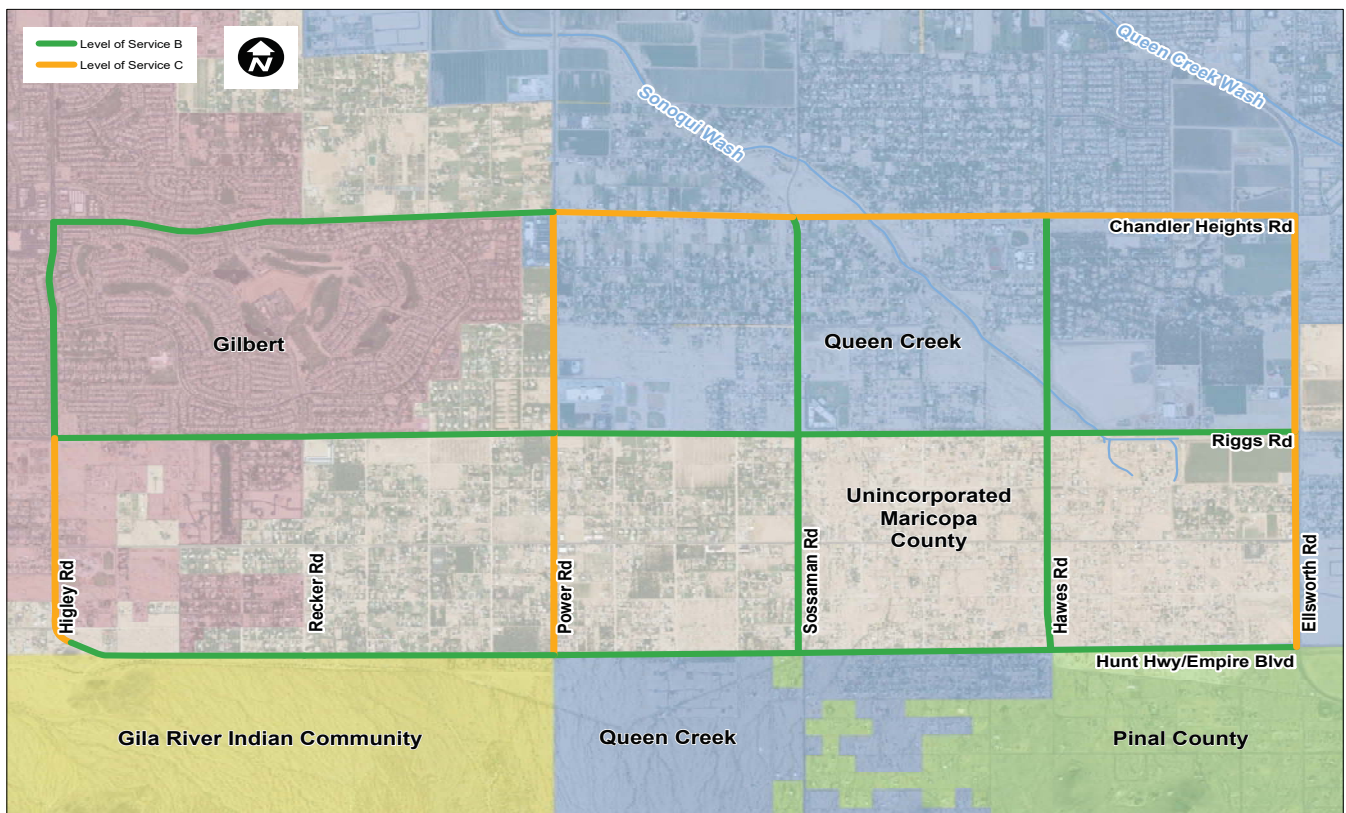 Level of Service B
Level of Service C
N
Queen Creek Wash
Sonoqui Wash
Chandler Heights Rd
Gilbert
Queen Creek
Riggs Rd
Unincorporated
Maricopa
County
Higley Rd
Recker Rd
Power Rd
Sossaman Rd
Hawes Rd
Ellsworth Rd
Hunt Hwy/Empire Blvd
Gila River Indian Community
Queen Creek
Pinal County